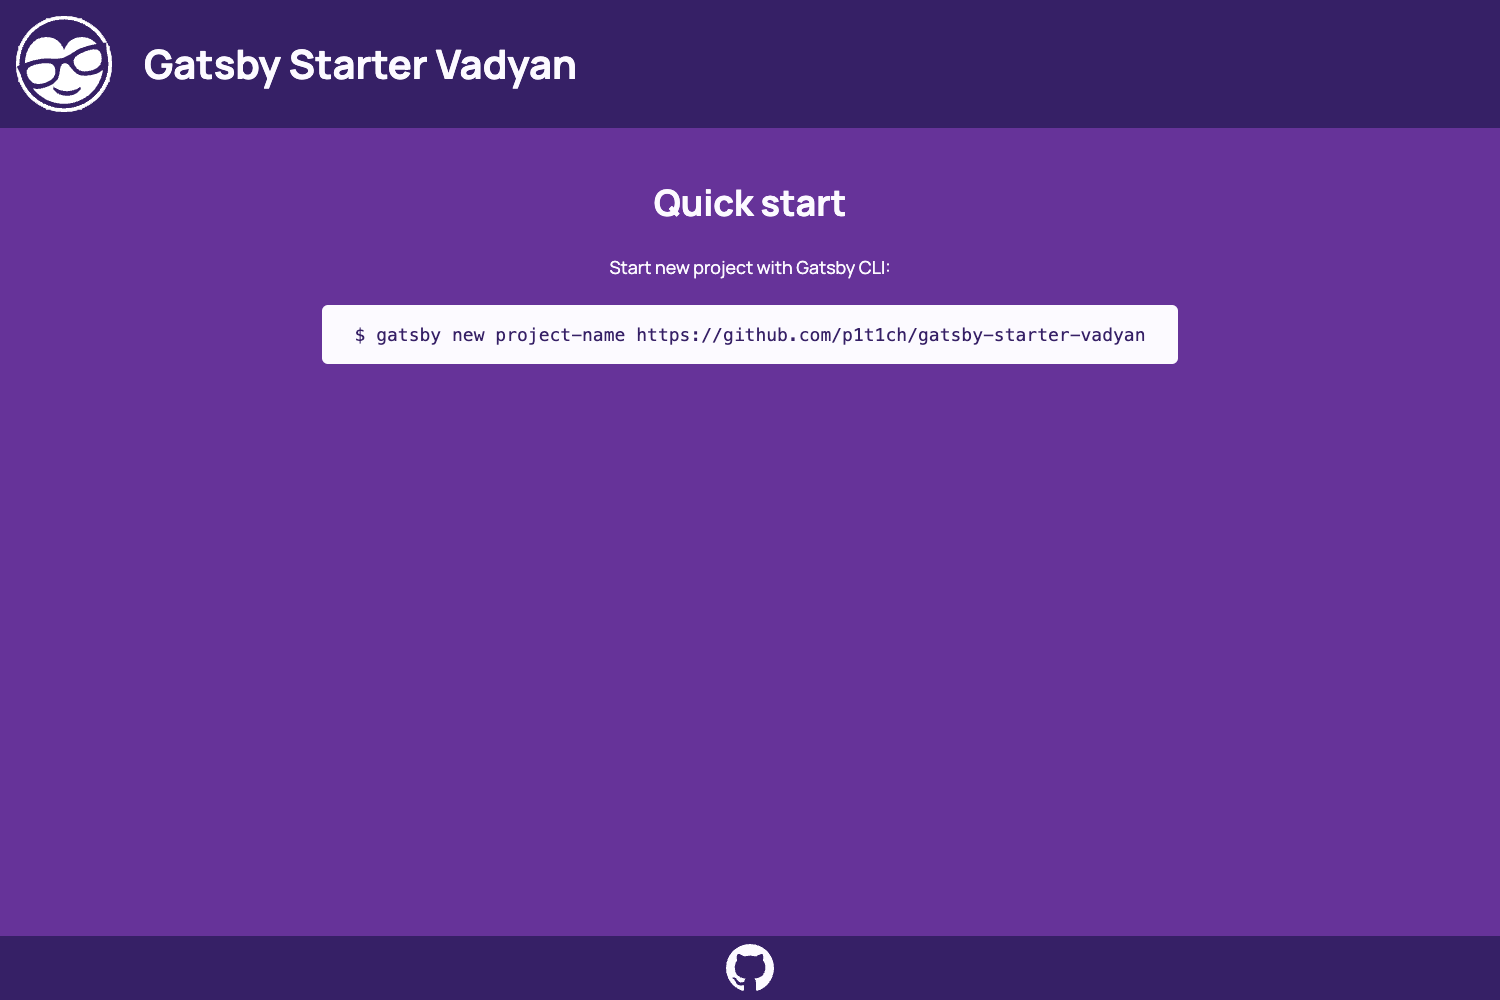 Gatsby Starter Vadyan
Quick start
Start new project with Gatsby CLI:
$ gatsby new project-name https://github.com/p1t1ch/gatsby-starter-vadyan